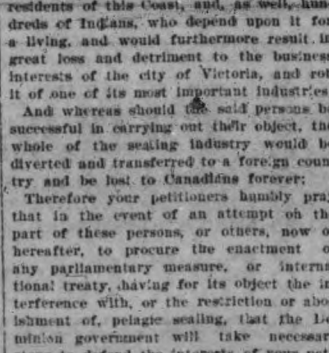 residents of this Coast, and, as well, hun
dreds of Indians, who depend upon it for
a living, and would furthermore result in
great loss and detriment to the business
interests of the city of Victoria, and rob
it of one of its most important industries
And whereas should the said persons be
successful in carrying out their object, the
whole of the sealing industry would be
diverted and transferred to a foreign coun
try and be lost to Canadians forever;
Therefore your petitioners humbly pray
that in the event of an attempt on the
part of these persons, or others, now o
hereafter, to procure the enactment o
any parliamentary measure, or interna
tional treaty, having for its object the in
terference with, or the restriction or abo
ishment of, pelagic sealing, that the Do
minion government will take necessar